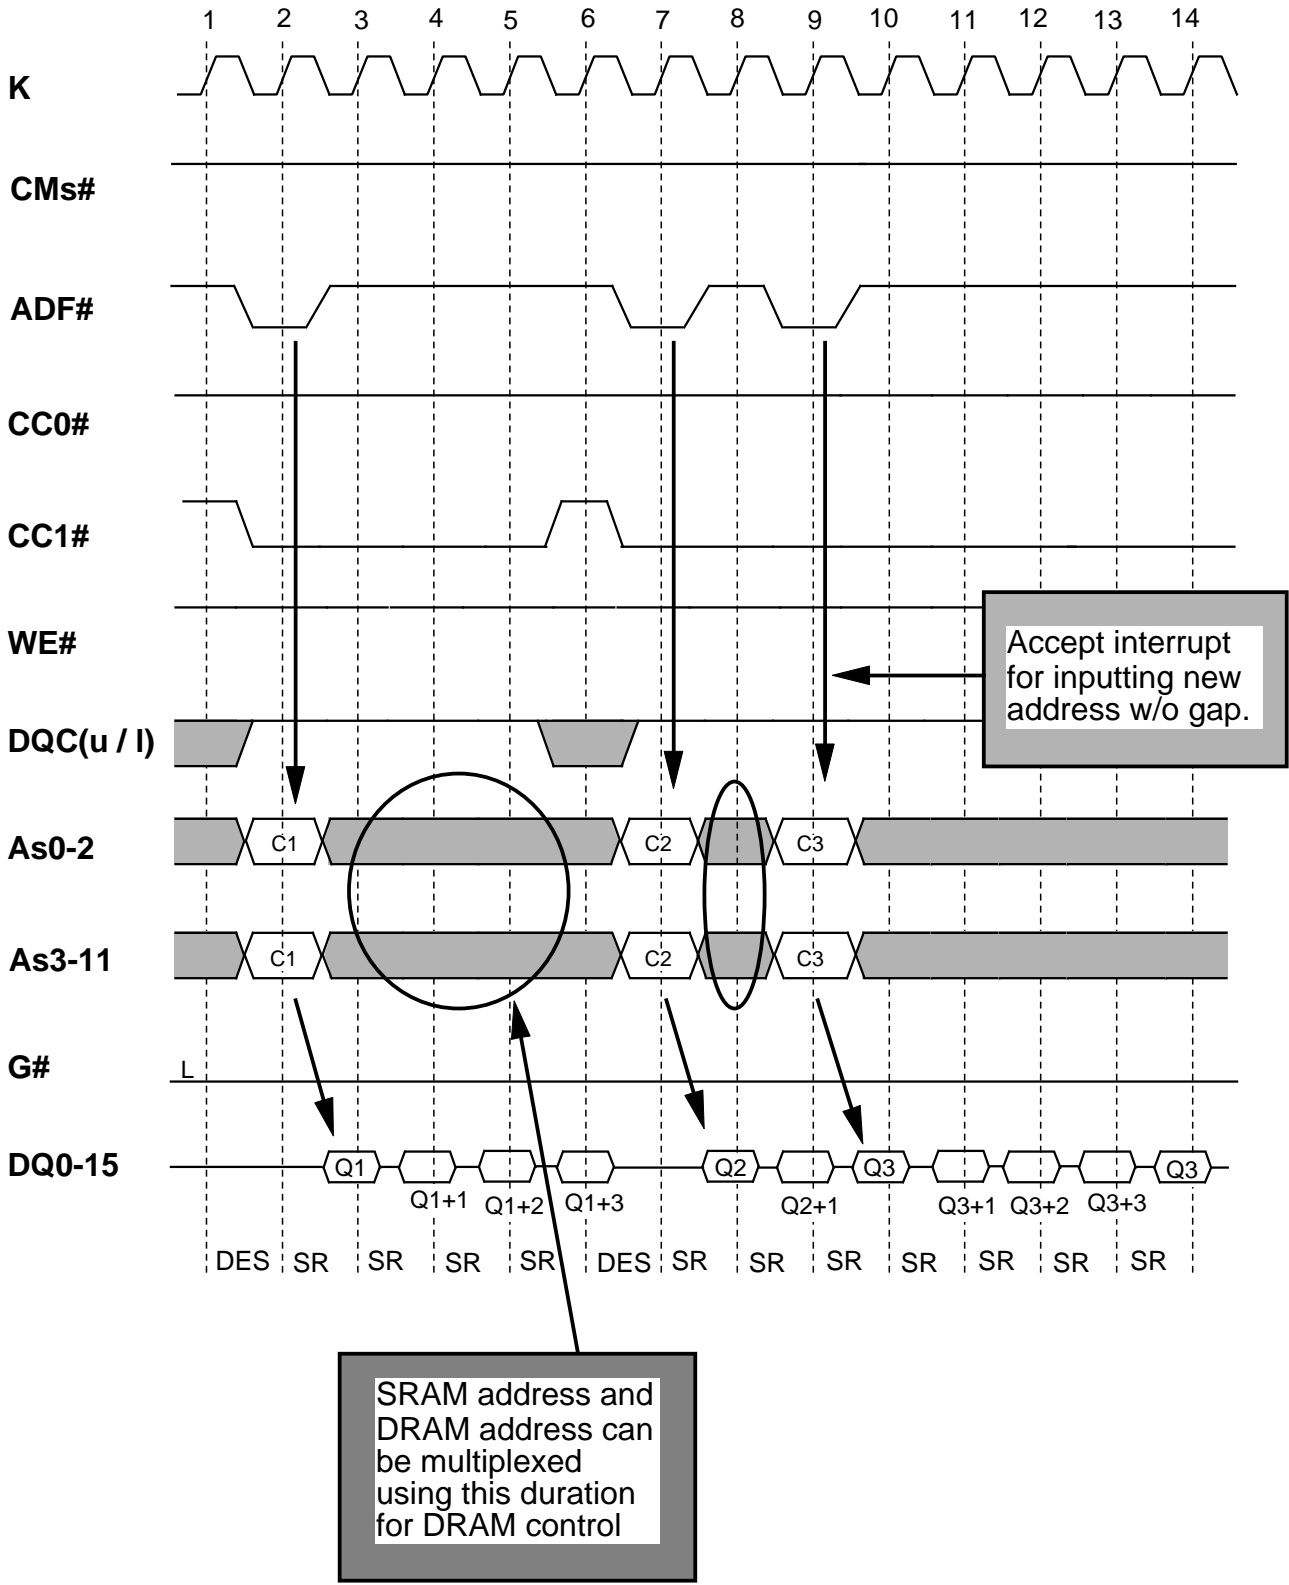 1 2 3 4 5 6 7 8 9 10 11 12 13 14
K
CMs#
ADF#
CC0#
CC1#
WE#
Accept interrupt
for inputting new
address w/o gap.
DQC(u / l)
As0-2 C1 C2 C3
As3-11 C1 C2 C3
G# L
DQ0-15 Q1 Q2 Q3 Q3
Q1+1 Q1+2 Q1+3 Q2+1 Q3+1 Q3+2 Q3+3
DES SR SR SR SR DES SR SR SR SR SR SR SR
SRAM address and
DRAM address can
be multiplexed
using this duration
for DRAM control